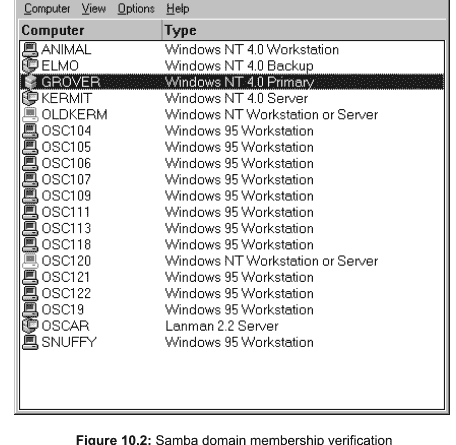 Computer View Options Help
Computer Type
ANIMAL Windows NT 4.0 Workstation
ELMO Windows NT 4.0 Backup
GROVER Windows NT 4.0 Primary
KERMIT Windows NT 4.0 Server
OLDKERM Windows NT Workstation or Server
OSC104 Windows 95 Workstation
OSC105 Windows 95 Workstation
OSC106 Windows 95 Workstation
OSC107 Windows 95 Workstation
OSC109 Windows 95 Workstation
OSC111 Windows 95 Workstation
OSC113 Windows 95 Workstation
OSC118 Windows 95 Workstation
OSC120 Windows NT Workstation or Server
OSC121 Windows 95 Workstation
OSC122 Windows 95 Workstation
OSC19 Windows 95 Workstation
OSCAR Lanman 2.2 Server
SNUFFY Windows 95 Workstation
Figure 10.2: Samba domain membership verification